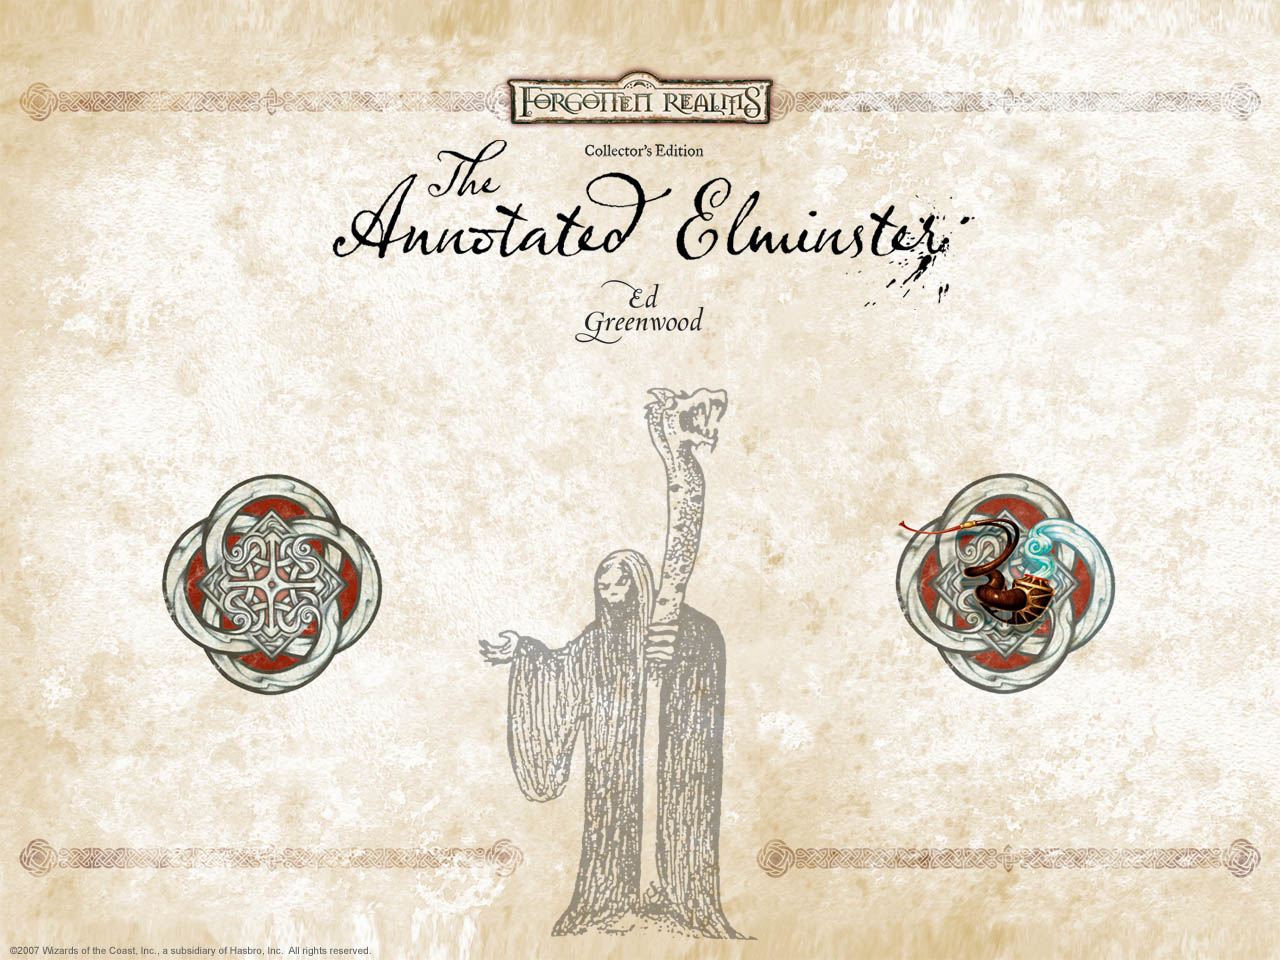 FORGOTTEN REALMS®
Collector's Edition
The
Annotated Elminster
Ed
Greenwood
©2007 Wizards of the Coast, Inc., a subsidiary of Hasbro, Inc. All rights reserved.